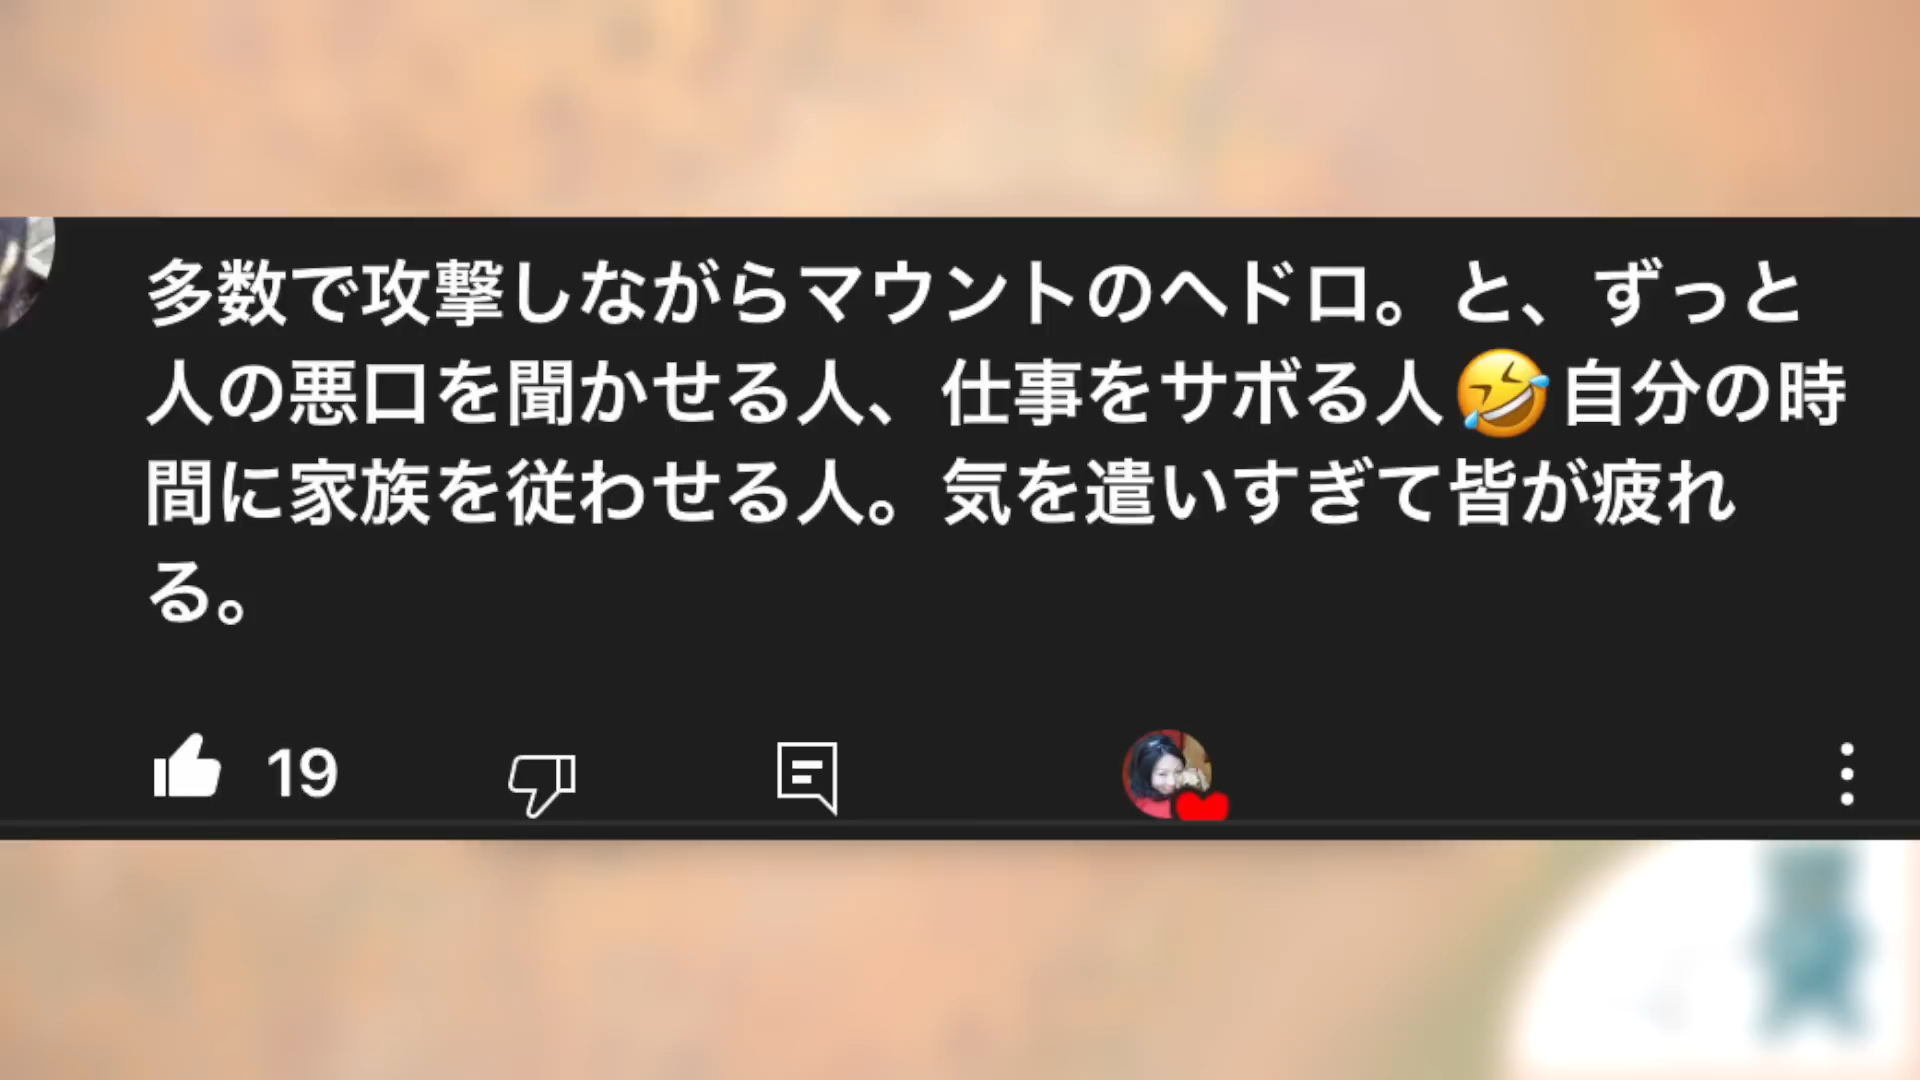 多数で攻撃しながらマウントのヘドロ。と、ずっと
人の悪口を聞かせる人、仕事をサボる人🤣自分の時
間に家族を従わせる人。気を遣いすぎて皆が疲れ
る。
19